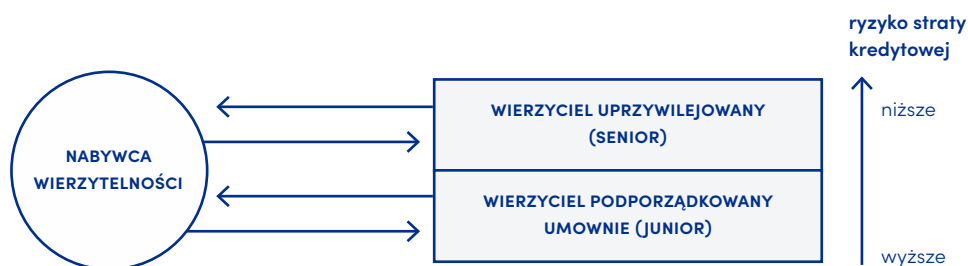 ryzyko straty
kredytowej
WIERZYCIEL UPRZYWILEJOWANY
(SENIOR)
niższe
NABYWCA
WIERZYTELNOŚCI
WIERZYCIEL PODPORZĄDKOWANY
UMOWNIE (JUNIOR)
wyższe